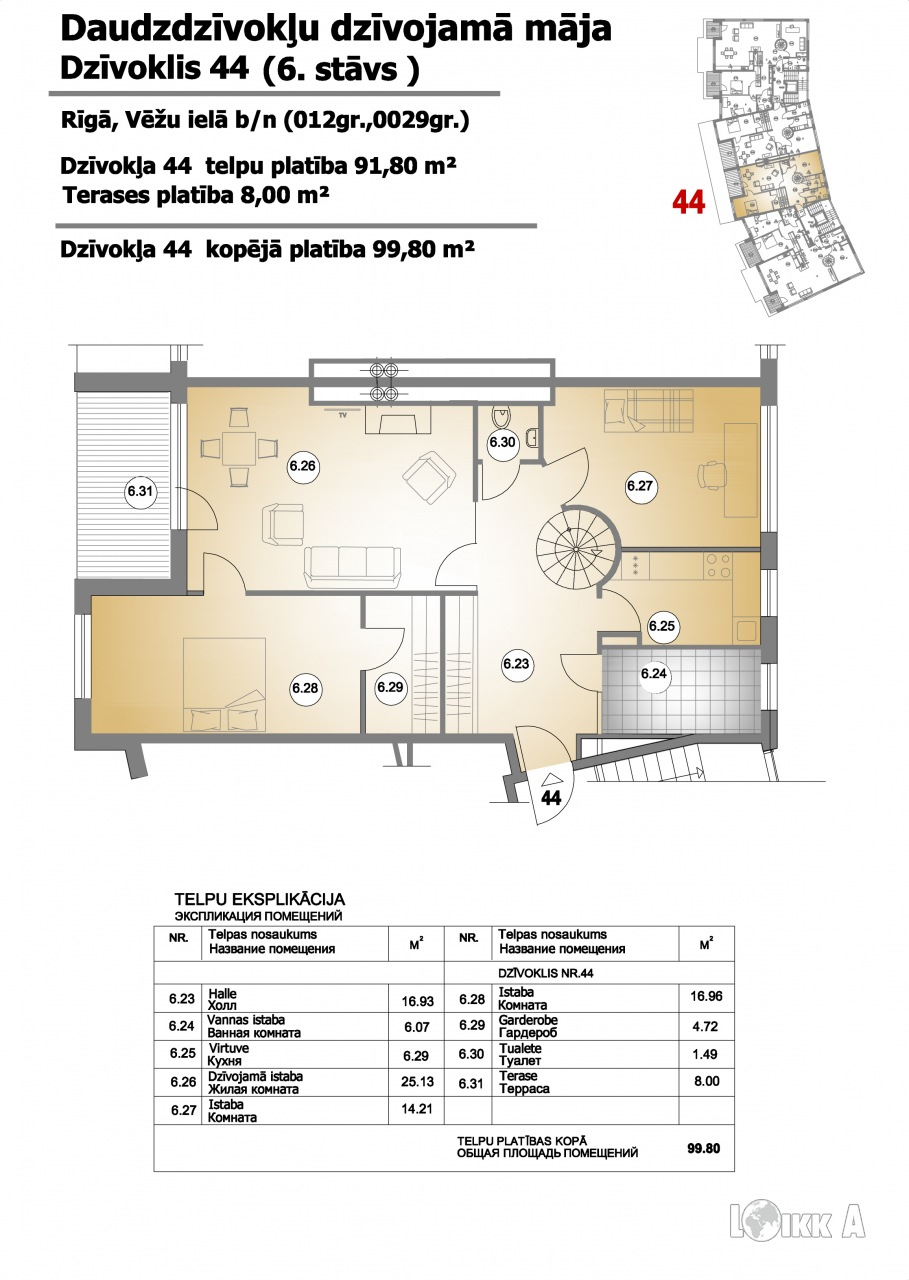 Daudzdzīvokļu dzīvojamā māja
Dzīvoklis 44 (6. stāvs )
Rīgā, Vēžu ielā b/n (012gr.,0029gr.)
Dzīvokļa 44 telpu platība 91,80 m²
Terases platība 8,00 m²
44
Dzīvokļa 44 kopējā platība 99,80 m²
TV
6.30
6.26
6.31
6.27
6.25
6.23
6.24
6.28
6.29
44
TELPU EKSPLIKĀCIJA
ЭКСПЛИКАЦИЯ ПОМЕЩЕНИЙ
NR. Telpas nosaukums M² NR. Telpas nosaukums M²
Название помещения Название помещения
DZĪVOKLIS NR.44
6.23 Halle 16.93 6.28 Istaba 16.96
Холл Комната
6.24 Vannas istaba 6.07 6.29 Garderobe 4.72
Ванная комната Гардероб
6.25 Virtuve 6.29 6.30 Tualete 1.49
Кухня Туалет
6.26 Dzīvojamā istaba 25.13 6.31 Terase 8.00
Жилая комната Терраса
6.27 Istaba 14.21
Комната
TELPU PLATĪBAS KOPĀ 99.80
ОБЩАЯ ПЛОЩАДЬ ПОМЕЩЕНИЙ
LOIKK A